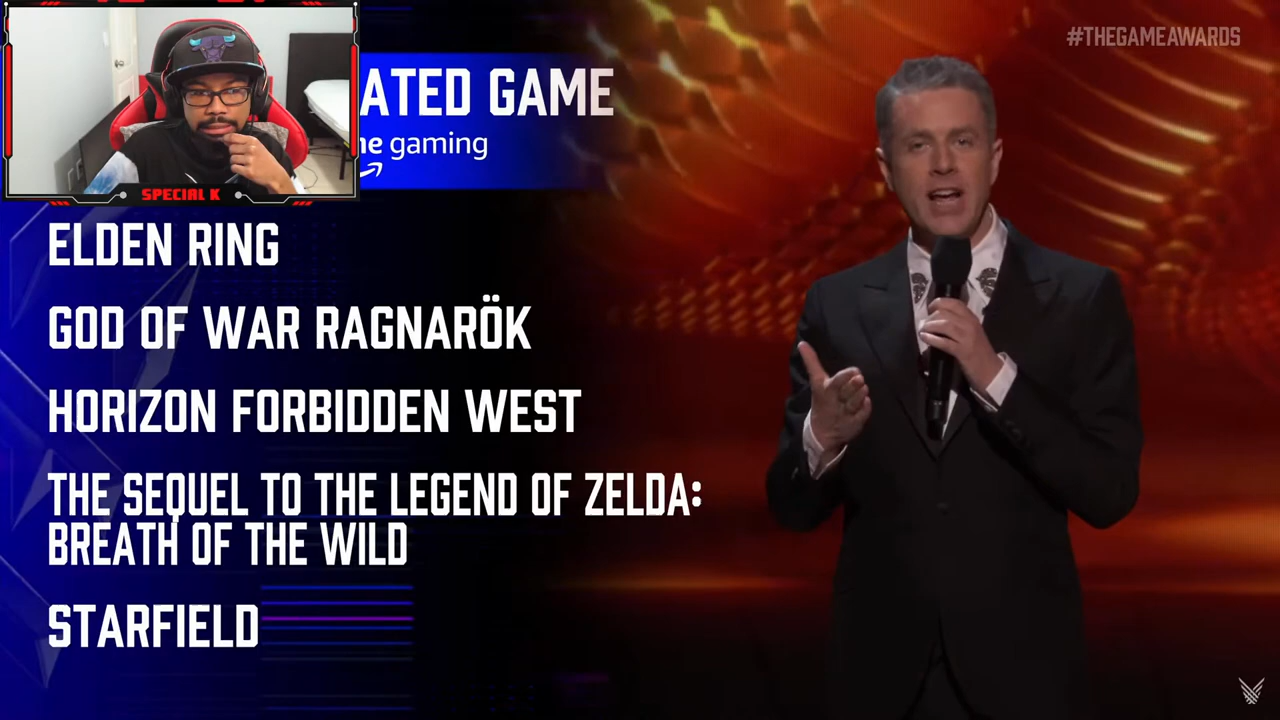 #THEGAMEAWARDS
ATED GAME
gaming
SPECIAL K
ELDEN RING
GOD OF WAR RAGNARÖK
HORIZON FORBIDDEN WEST
THE SEQUEL TO THE LEGEND OF ZELDA:
BREATH OF THE WILD
STARFIELD